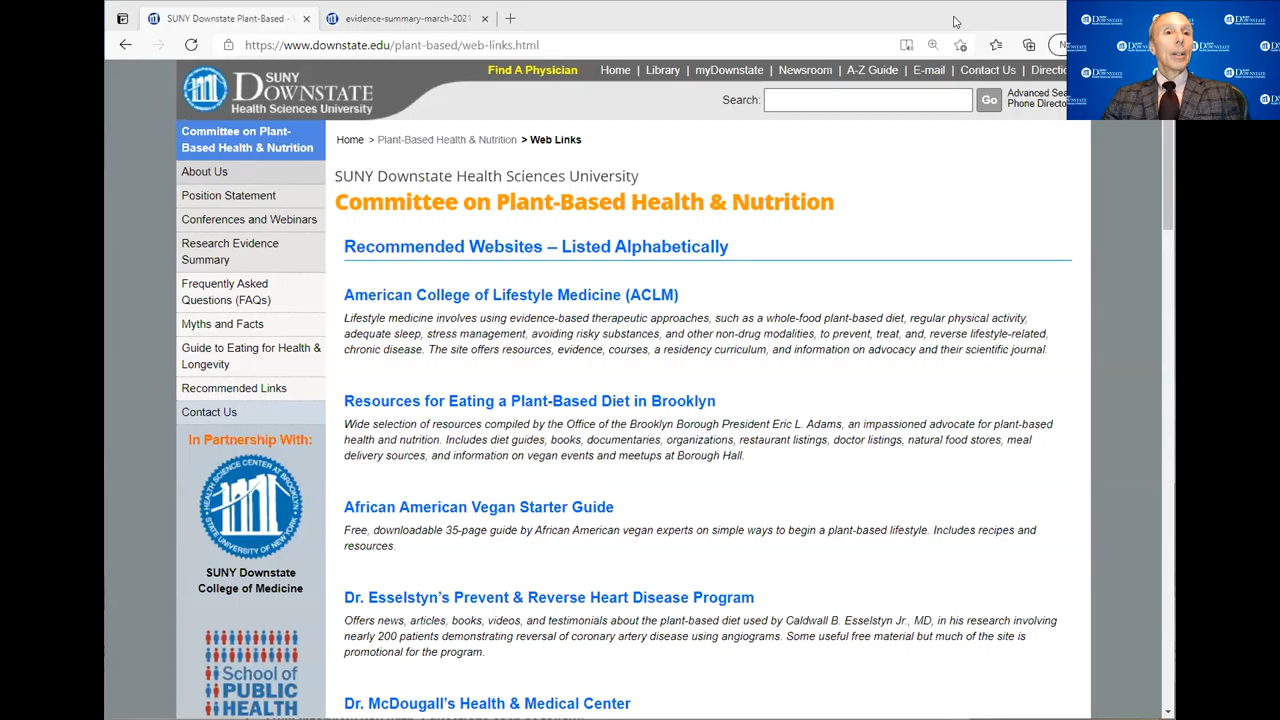 SUNY Downstate Plant-Based -
evidence-summary-march-2021
https://www.downstate.edu/plant-based/web-links.html
SUNY
DOWNSTATE
Health Sciences University
Find A Physician
Home | Library | myDownstate | Newsroom | A-Z Guide | E-mail | Contact Us |
Search:
Go
Advanced
Phone
Committee on Plant-
Based Health & Nutrition
About Us
Position Statement
Conferences and Webinars
Research Evidence
Summary
Frequently Asked
Questions (FAQs)
Myths and Facts
Guide to Eating for Health &
Longevity
Recommended Links
Contact Us
In Partnership With:
HEALTH SCIENCE CENTER AT BROOKLYN
STATE UNIVERSITY OF NEW YORK
SUNY Downstate
College of Medicine
School of
PUBLIC
HEALTH
Home > Plant-Based Health & Nutrition > Web Links
SUNY Downstate Health Sciences University
Committee on Plant-Based Health & Nutrition
Recommended Websites – Listed Alphabetically
American College of Lifestyle Medicine (ACLM)
Lifestyle medicine involves using evidence-based therapeutic approaches, such as a whole-food plant-based diet, regular physical activity,
adequate sleep, stress management, avoiding risky substances, and other non-drug modalities, to prevent, treat, and, reverse lifestyle-related,
chronic disease. The site offers resources, evidence, courses, a residency curriculum, and information on advocacy and their scientific journal.
Resources for Eating a Plant-Based Diet in Brooklyn
Wide selection of resources compiled by the Office of the Brooklyn Borough President Eric L. Adams, an impassioned advocate for plant-based
health and nutrition. Includes diet guides, books, documentaries, organizations, restaurant listings, doctor listings, natural food stores, meal
delivery sources, and information on vegan events and meetups at Borough Hall.
African American Vegan Starter Guide
Free, downloadable 35-page guide by African American vegan experts on simple ways to begin a plant-based lifestyle. Includes recipes and
resources.
Dr. Esselstyn's Prevent & Reverse Heart Disease Program
Offers news, articles, books, videos, and testimonials about the plant-based diet used by Caldwall B. Esselstyn Jr., MD, in his research involving
nearly 200 patients demonstrating reversal of coronary artery disease using angiograms. Some useful free material but much of the site is
promotional for the program.
Dr. McDougall's Health & Medical Center